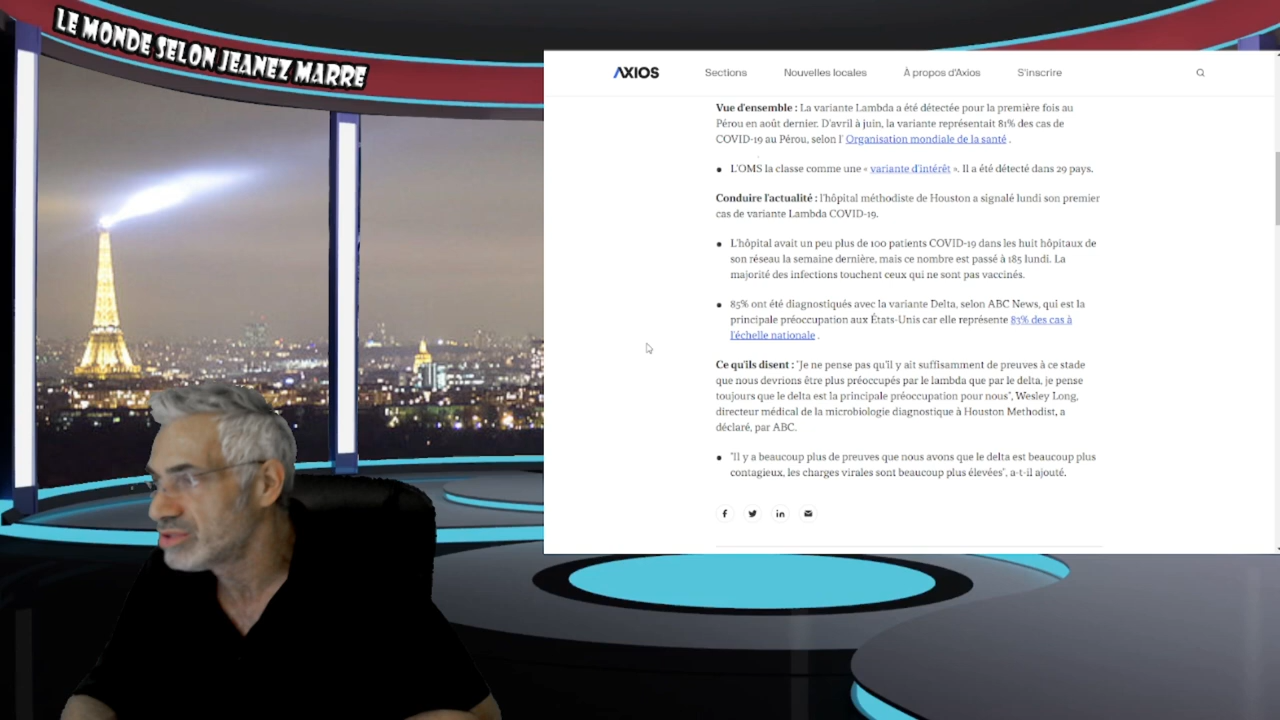 LE MONDE SELON JEANEZ MARRE
AXIOS
Sections
Nouvelles locales
À propos d'Axios
S'inscrire
Vue d'ensemble : La variante Lambda a été détectée pour la première fois au
Pérou en août dernier. D'avril à juin, la variante représentait 81% des cas de
COVID-19 au Pérou, selon l' Organisation mondiale de la santé .
● L'OMS la classe comme une « variante d'intérêt ». Il a été détecté dans 29 pays.
Conduire l'actualité : l'hôpital méthodiste de Houston a signalé lundi son premier
cas de variante Lambda COVID-19.
● L'hôpital avait un peu plus de 100 patients COVID-19 dans les huit hôpitaux de
son réseau la semaine dernière, mais ce nombre est passé à 185 lundi. La
majorité des infections touchent ceux qui ne sont pas vaccinés.
● 85% ont été diagnostiqués avec la variante Delta, selon ABC News, qui est la
principale préoccupation aux États-Unis car elle représente 83% des cas à
l'échelle nationale .
Ce qu'ils disent : "Je ne pense pas qu'il y ait suffisamment de preuves à ce stade
que nous devrions être plus préoccupés par le lambda que par le delta, je pense
toujours que le delta est la principale préoccupation pour nous", Wesley Long,
directeur médical de la microbiologie diagnostique à Houston Methodist, a
déclaré, par ABC.
● "Il y a beaucoup plus de preuves que nous avons que le delta est beaucoup plus
contagieux, les charges virales sont beaucoup plus élevées", a-t-il ajouté.